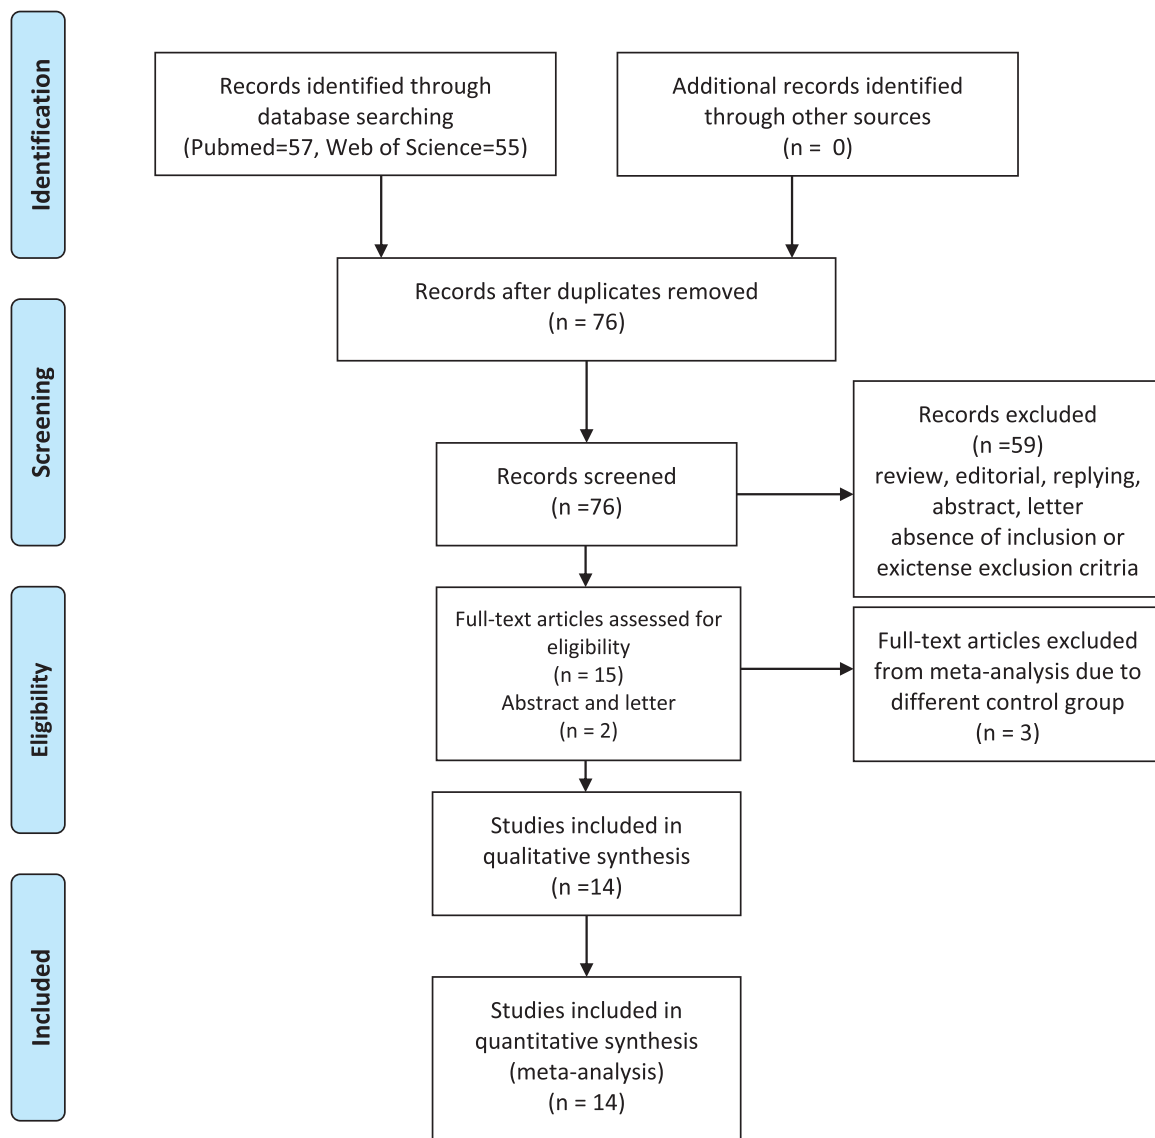 Identification
Records identified through
database searching
(Pubmed=57, Web of Science=55)
Additional records identified
through other sources
(n = 0)
Records after duplicates removed
(n = 76)
Screening
Records screened
(n =76)
Records excluded
(n =59)
review, editorial, replying,
abstract, letter
absence of inclusion or
exictense exclusion critria
Eligibility
Full-text articles assessed for
eligibility
(n = 15)
Abstract and letter
(n = 2)
Full-text articles excluded
from meta-analysis due to
different control group
(n = 3)
Studies included in
qualitative synthesis
(n =14)
Included
Studies included in
quantitative synthesis
(meta-analysis)
(n = 14)